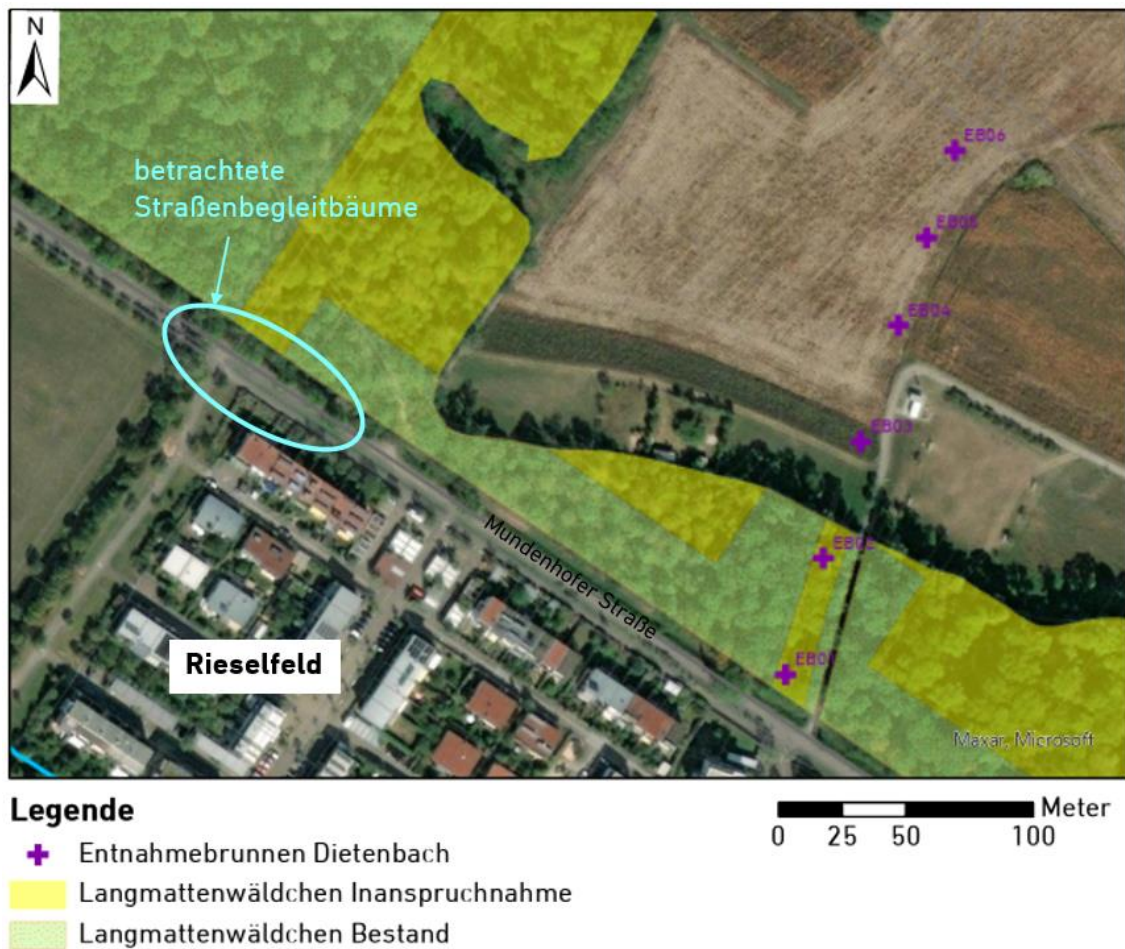 N
betrachtete
Straßenbegleitbäume
EB06
EB05
EB04
EB03
EB02
EB01
Mundenhofer Straße
Rieselfeld
Maxar, Microsoft
Legende
Meter
0 25 50 100
Entnahmebrunnen Dietenbach
Langmattenwäldchen Inanspruchnahme
Langmattenwäldchen Bestand